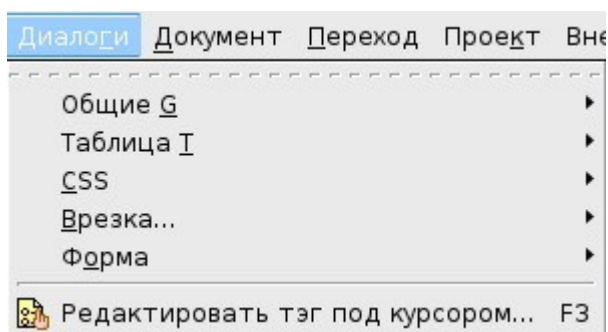 Диалоги Документ Переход Проект Вне
Общие G
Таблица T
CSS
Врезка...
Форма
Редактировать тэг под курсором... F3